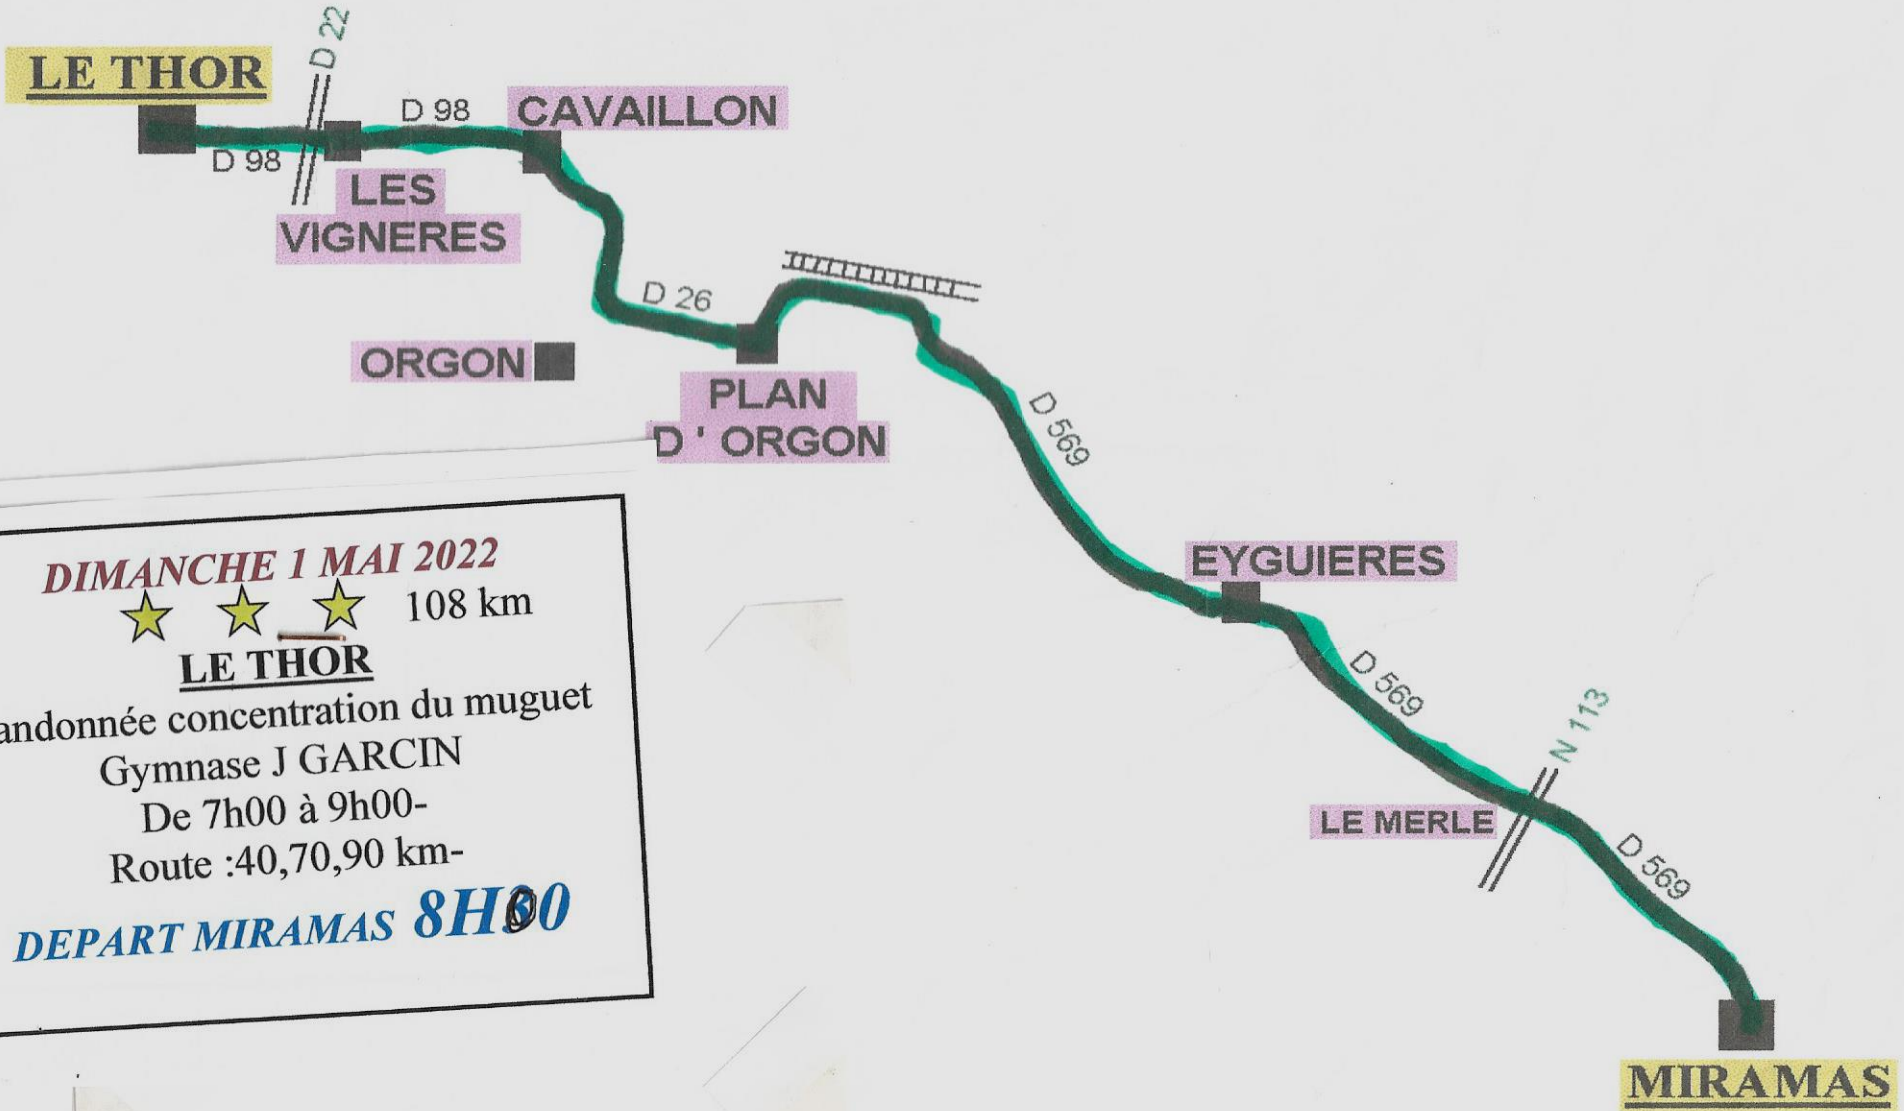 D 22
LE THOR
D 98
CAVAILLON
D 98
LES
VIGNERES
D 26
ORGON
PLAN
D ' ORGON
D 569
EYGUIERES
D 569
N 113
LE MERLE
D 569
MIRAMAS
DIMANCHE 1 MAI 2022
108 km
LE THOR
andonnée concentration du muguet
Gymnase J GARCIN
De 7h00 à 9h00-
Route :40,70,90 km-
DEPART MIRAMAS 8H00